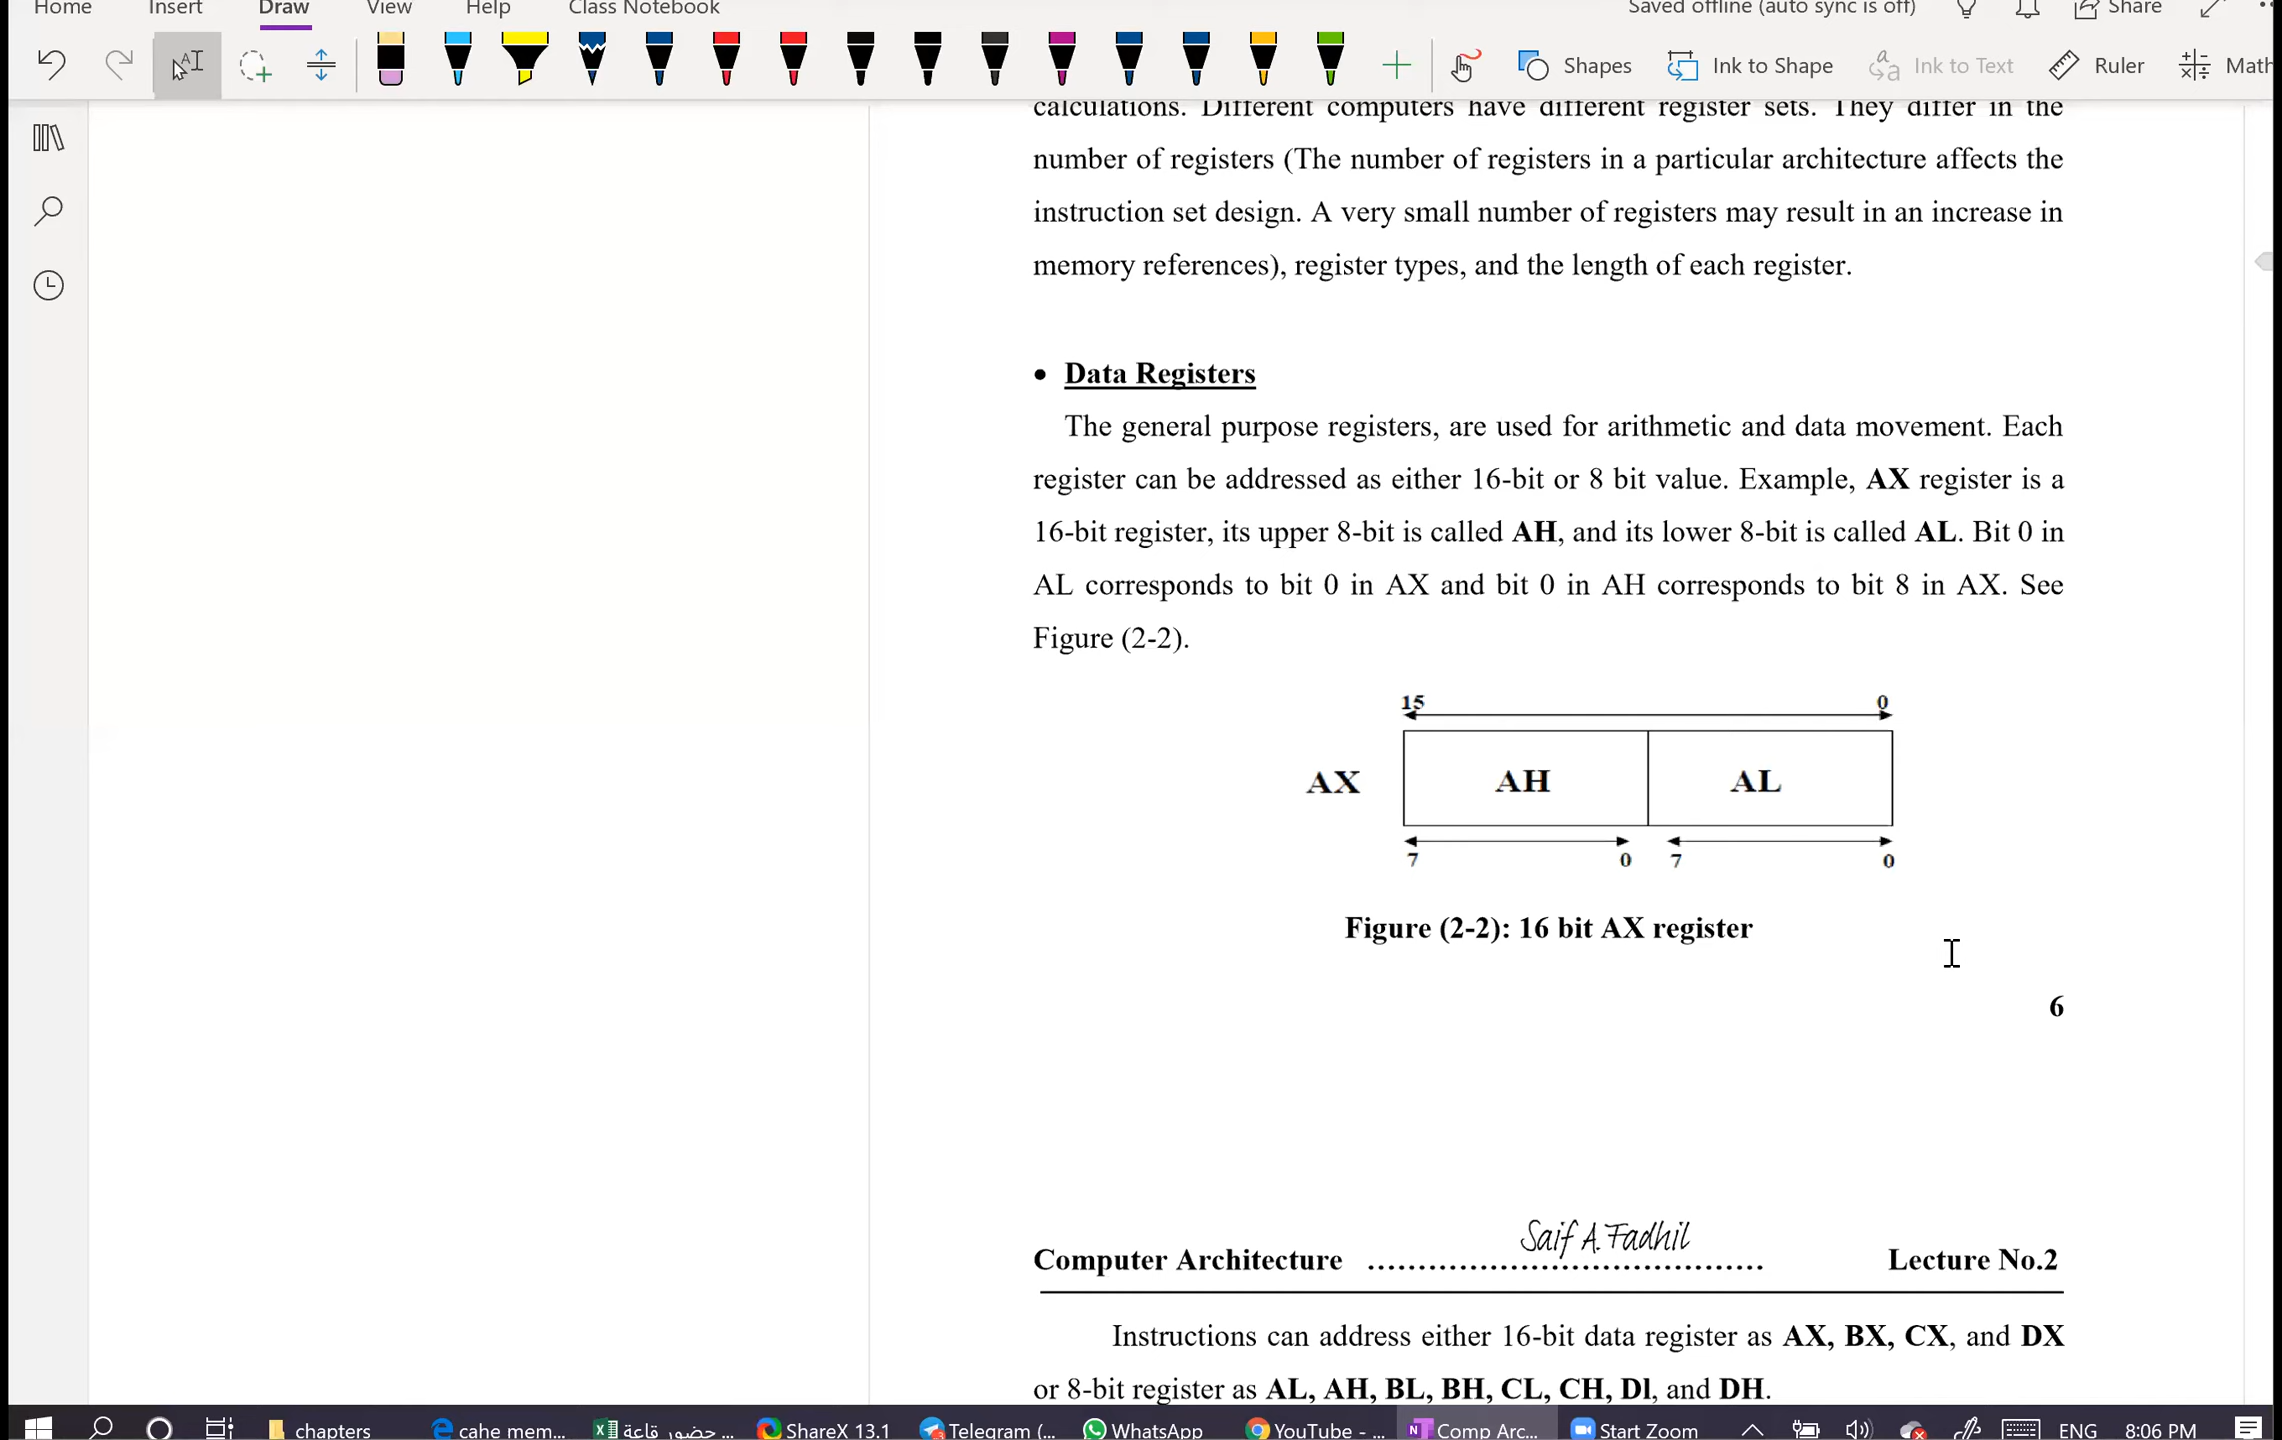 Home Insert Draw View Help Class Notebook Saved offline (auto sync is off) Share
Shapes Ink to Shape Ink to Text Ruler Math
calculations. Different computers have different register sets. They differ in the
number of registers (The number of registers in a particular architecture affects the
instruction set design. A very small number of registers may result in an increase in
memory references), register types, and the length of each register.
• Data Registers
The general purpose registers, are used for arithmetic and data movement. Each
register can be addressed as either 16-bit or 8 bit value. Example, AX register is a
16-bit register, its upper 8-bit is called AH, and its lower 8-bit is called AL. Bit 0 in
AL corresponds to bit 0 in AX and bit 0 in AH corresponds to bit 8 in AX. See
Figure (2-2).
15 0
AX AH AL
7 0 7 0
Figure (2-2): 16 bit AX register
6
Saif A. Fadhil
Computer Architecture ....................................... Lecture No.2
Instructions can address either 16-bit data register as AX, BX, CX, and DX
or 8-bit register as AL, AH, BL, BH, CL, CH, Dl, and DH.
chapters cahe mem... حضور قاعة ... ShareX 13.1 Telegram (... WhatsApp YouTube - ... Comp Arc... Start Zoom ENG 8:06 PM